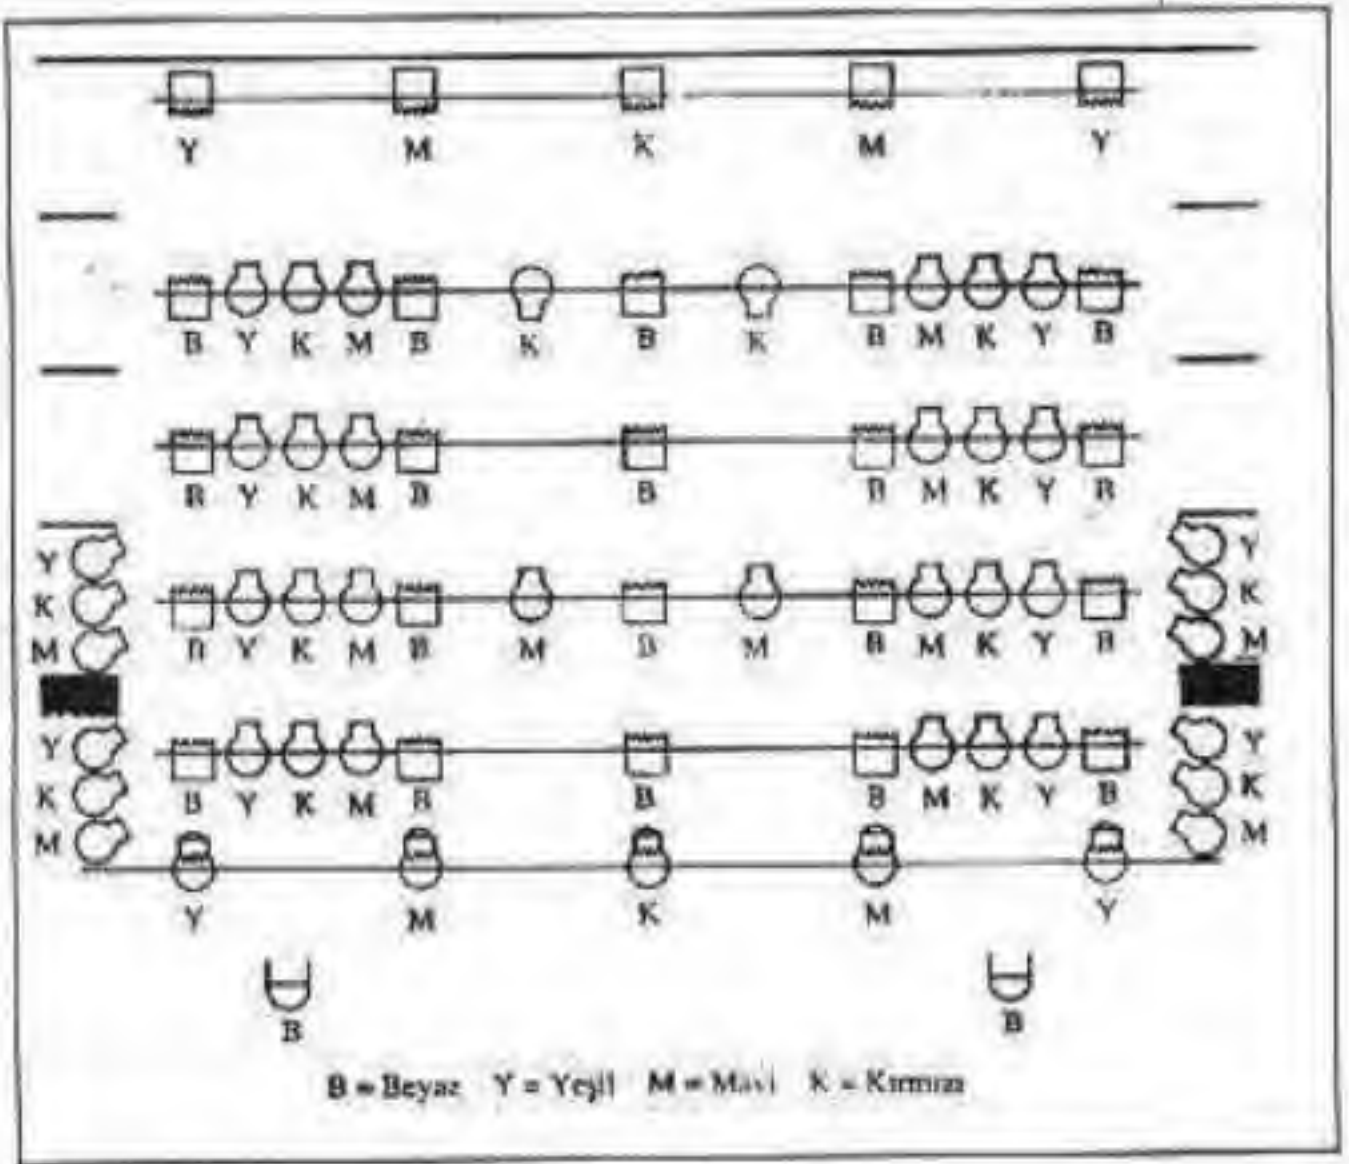 Y M K M Y
B Y K M B K B K B M K Y B
B Y K M B B B M K Y B
Y Y
K K
M M
B Y K M B M B M B M K Y B
Y Y
K K
M M
B Y K M B B B M K Y B
Y M K M Y
B B
B = Beyaz Y = Yeşil M = Mavi K = Kırmızı